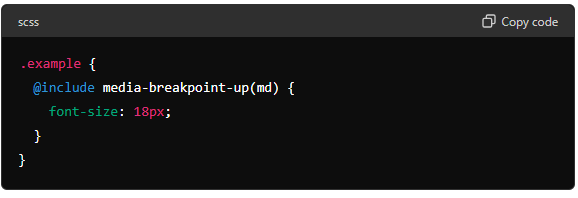 scss Copy code
.example {
@include media-breakpoint-up(md) {
font-size: 18px;
}
}